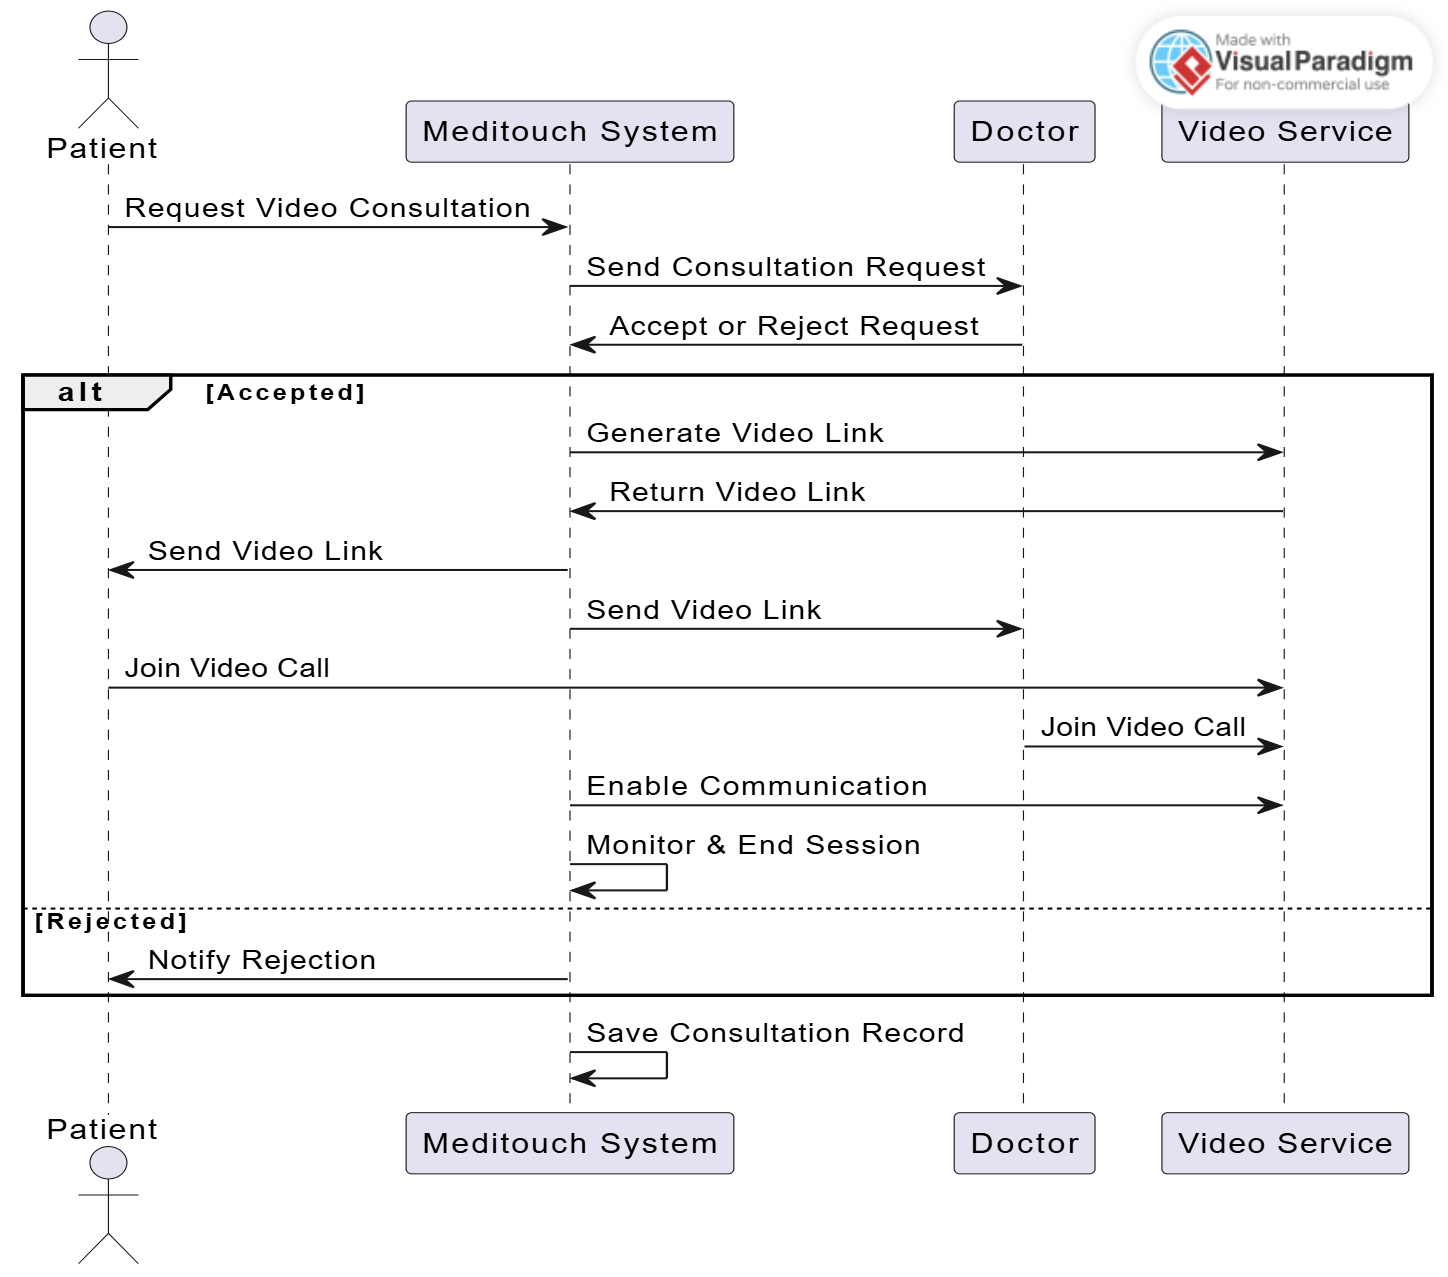 Made with
Visual Paradigm
For non-commercial use
Patient
Meditouch System
Doctor
Video Service
Request Video Consultation
Send Consultation Request
Accept or Reject Request
alt
[Accepted]
Generate Video Link
Return Video Link
Send Video Link
Send Video Link
Join Video Call
Join Video Call
Enable Communication
Monitor & End Session
[Rejected]
Notify Rejection
Save Consultation Record
Patient
Meditouch System
Doctor
Video Service